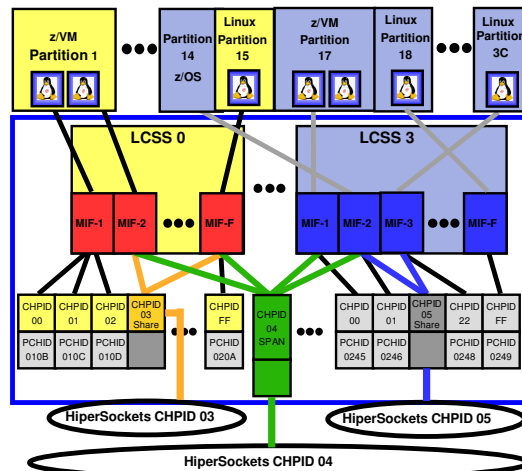 z/VM
Partition 1
Partition
14
z/OS
Linux
Partition
15
z/VM
Partition
17
Linux
Partition
18
Linux
Partition
3C
LCSS 0
LCSS 3
MIF-1
MIF-2
MIF-F
MIF-1
MIF-2
MIF-3
MIF-F
CHPID
00
CHPID
01
CHPID
02
CHPID
03
Share
CHPID
FF
CHPID
04
SPAN
CHPID
00
CHPID
01
CHPID
05
Share
CHPID
22
CHPID
FF
PCHID
010B
PCHID
010C
PCHID
010D
PCHID
020A
PCHID
0245
PCHID
0246
PCHID
0248
PCHID
0249
HiperSockets CHPID 03
HiperSockets CHPID 05
HiperSockets CHPID 04